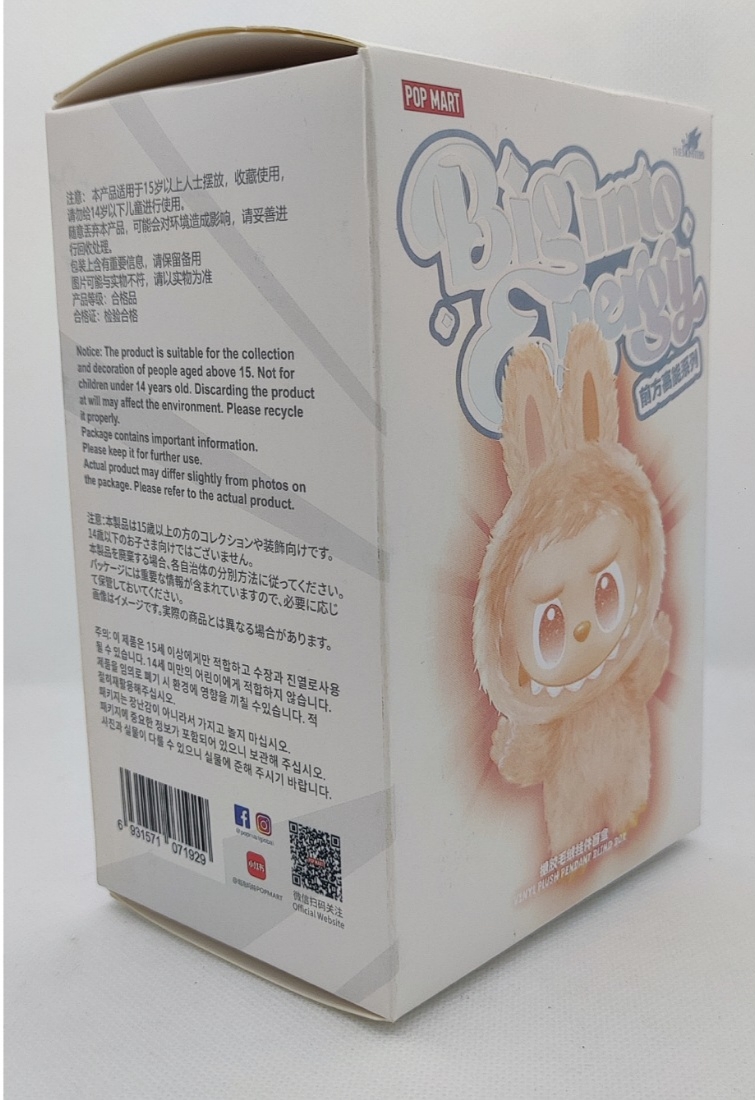 注意：本产品适用于15岁以上人士摆放，收藏使用，
请勿给14岁以下儿童进行使用。
随意丢弃本产品，可能会对环境造成影响，请妥善进
行回收处理。
包装上含有重要信息，请保留备用
图片可能与实物不符，请以实物为准
产品等级：合格品
合格证：检验合格
Notice: The product is suitable for the collection
and decoration of people aged above 15. Not for
children under 14 years old. Discarding the product
at will may affect the environment. Please recycle
it properly.
Package contains important information.
Please keep it for further use.
Actual product may differ slightly from photos on
the package. Please refer to the actual product.
注意：本製品は15歳以上の方のコレクションや装飾向けです。
14歳以下のお子さま向けではございません。
本製品を廃棄する場合、各自治体の分別方法に従ってください。
パッケージには重要な情報が含まれていますので、必要に応じ
て保管しておいてください。
画像はイメージです。実際の商品とは異なる場合があります。
주의: 이 제품은 15세 이상에게만 적합하고 수장과 진열로사용
될 수 있습니다. 14세 미만의 어린이에게 적합하지 않습니다.
제품을 임의로 폐기 시 환경에 영향을 끼칠 수있습니다. 적
절히재활용해주십시오.
패키지는 장난감이 아니라서 가지고 놀지 마십시오.
패키지에 중요한 정보가 포함되어 있으니 보관해 주십시오.
사진과 실물이 다를 수 있으니 실물에 준해 주시기 바랍니다.
6 931571 071929
小红书
微信扫码关注
Official Website
POP MART
Big Into
Energy
前方高能系列
搪胶毛绒挂件盲盒
VINYL PLUSH PENDANT BLIND BOX